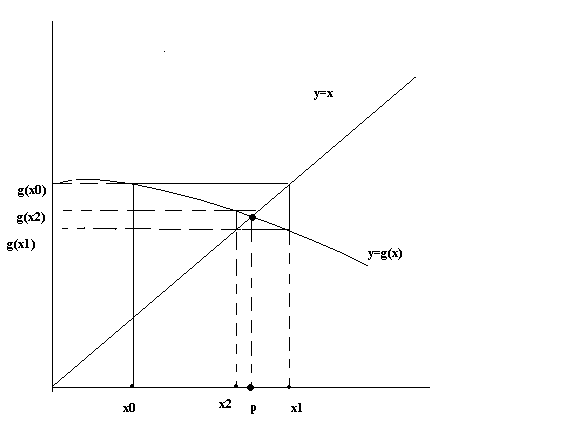 y=x
g(x0)
g(x2)
g(x1)
y=g(x)
x0
x2
p
x1